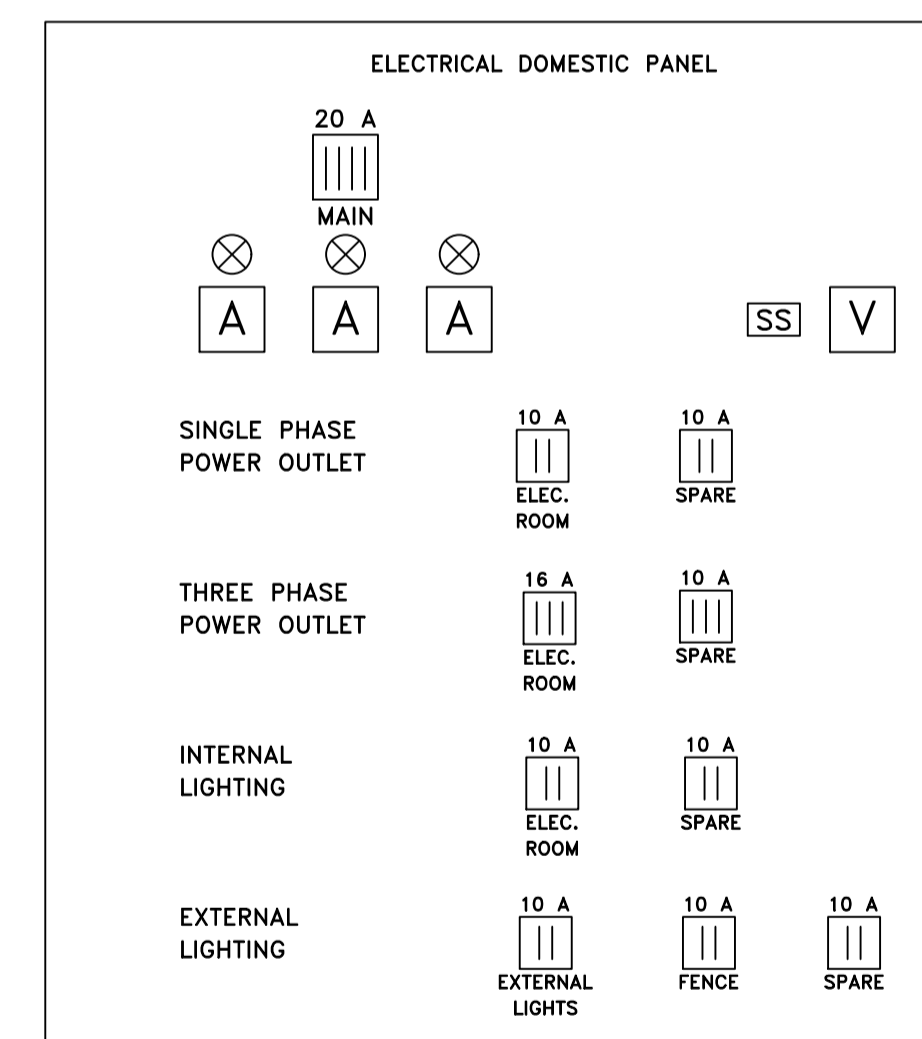 ELECTRICAL DOMESTIC PANEL
20 A
MAIN
A A A SS V
SINGLE PHASE
POWER OUTLET
10 A 10 A
ELEC. SPARE
ROOM
THREE PHASE
POWER OUTLET
16 A 10 A
ELEC. SPARE
ROOM
INTERNAL
LIGHTING
10 A 10 A
ELEC. SPARE
ROOM
EXTERNAL
LIGHTING
10 A 10 A 10 A
EXTERNAL FENCE SPARE
LIGHTS